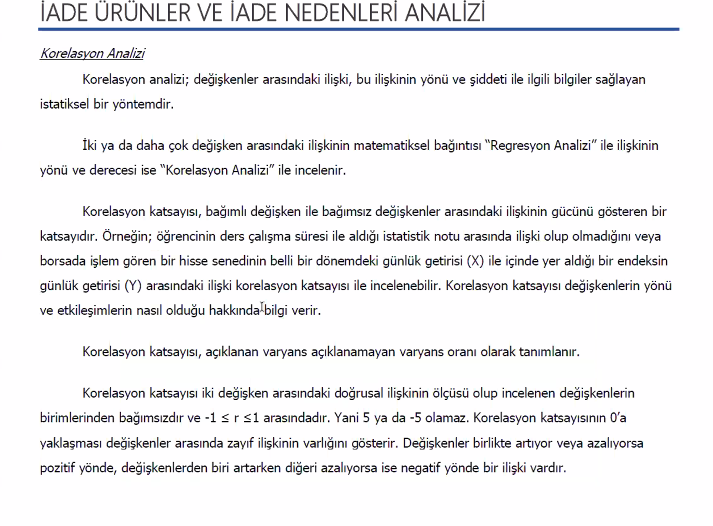 İADE ÜRÜNLER VE İADE NEDENLERİ ANALİZİ
Korelasyon Analizi
Korelasyon analizi; değişkenler arasındaki ilişki, bu ilişkinin yönü ve şiddeti ile ilgili bilgiler sağlayan
istatiksel bir yöntemdir.
İki ya da daha çok değişken arasındaki ilişkinin matematiksel bağıntısı “Regresyon Analizi” ile ilişkinin
yönü ve derecesi ise “Korelasyon Analizi” ile incelenir.
Korelasyon katsayısı, bağımlı değişken ile bağımsız değişkenler arasındaki ilişkinin gücünü gösteren bir
katsayıdır. Örneğin; öğrencinin ders çalışma süresi ile aldığı istatistik notu arasında ilişki olup olmadığını veya
borsada işlem gören bir hisse senedinin belli bir dönemdeki günlük getirisi (X) ile içinde yer aldığı bir endeksin
günlük getirisi (Y) arasındaki ilişki korelasyon katsayısı ile incelenebilir. Korelasyon katsayısı değişkenlerin yönü
ve etkileşimlerin nasıl olduğu hakkında bilgi verir.
Korelasyon katsayısı, açıklanan varyans açıklanamayan varyans oranı olarak tanımlanır.
Korelasyon katsayısı iki değişken arasındaki doğrusal ilişkinin ölçüsü olup incelenen değişkenlerin
birimlerinden bağımsızdır ve -1 ≤ r ≤1 arasındadır. Yani 5 ya da -5 olamaz. Korelasyon katsayısının 0’a
yaklaşması değişkenler arasında zayıf ilişkinin varlığını gösterir. Değişkenler birlikte artıyor veya azalıyorsa
pozitif yönde, değişkenlerden biri artarken diğeri azalıyorsa ise negatif yönde bir ilişki vardır.